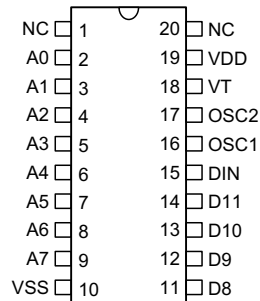 NC 1 20 NC
A0 2 19 VDD
A1 3 18 VT
A2 4 17 OSC2
A3 5 16 OSC1
A4 6 15 DIN
A5 7 14 D11
A6 8 13 D10
A7 9 12 D9
VSS 10 11 D8